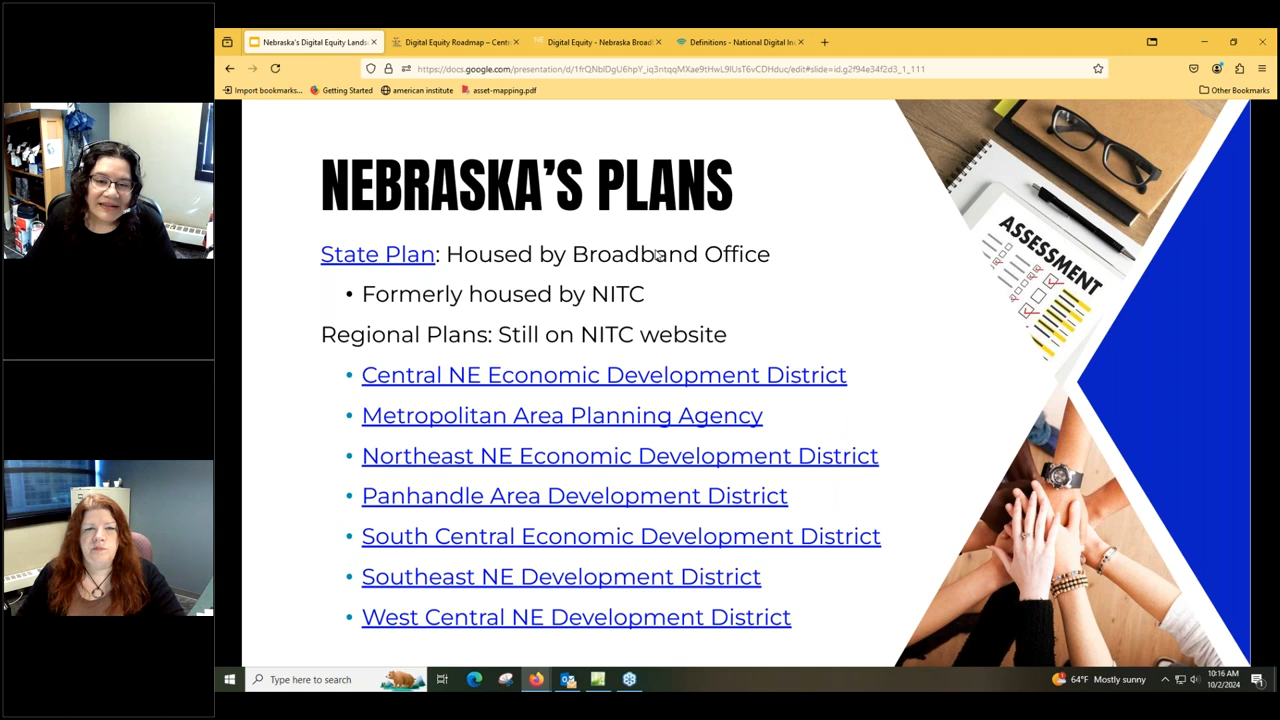 Nebraska's Digital Equity Lands
Digital Equity Roadmap – Cent
Digital Equity - Nebraska Broad
Definitions - National Digital In
Import bookmarks...
Getting Started
american institute
asset-mapping.pdf
Other Bookmarks
NEBRASKA'S PLANS
State Plan: Housed by Broadband Office
• Formerly housed by NITC
Regional Plans: Still on NITC website
• Central NE Economic Development District
• Metropolitan Area Planning Agency
• Northeast NE Economic Development District
• Panhandle Area Development District
• South Central Economic Development District
• Southeast NE Development District
• West Central NE Development District
ASSESSMENT
Type here to search
64°F Mostly sunny
10:16 AM
10/2/2024